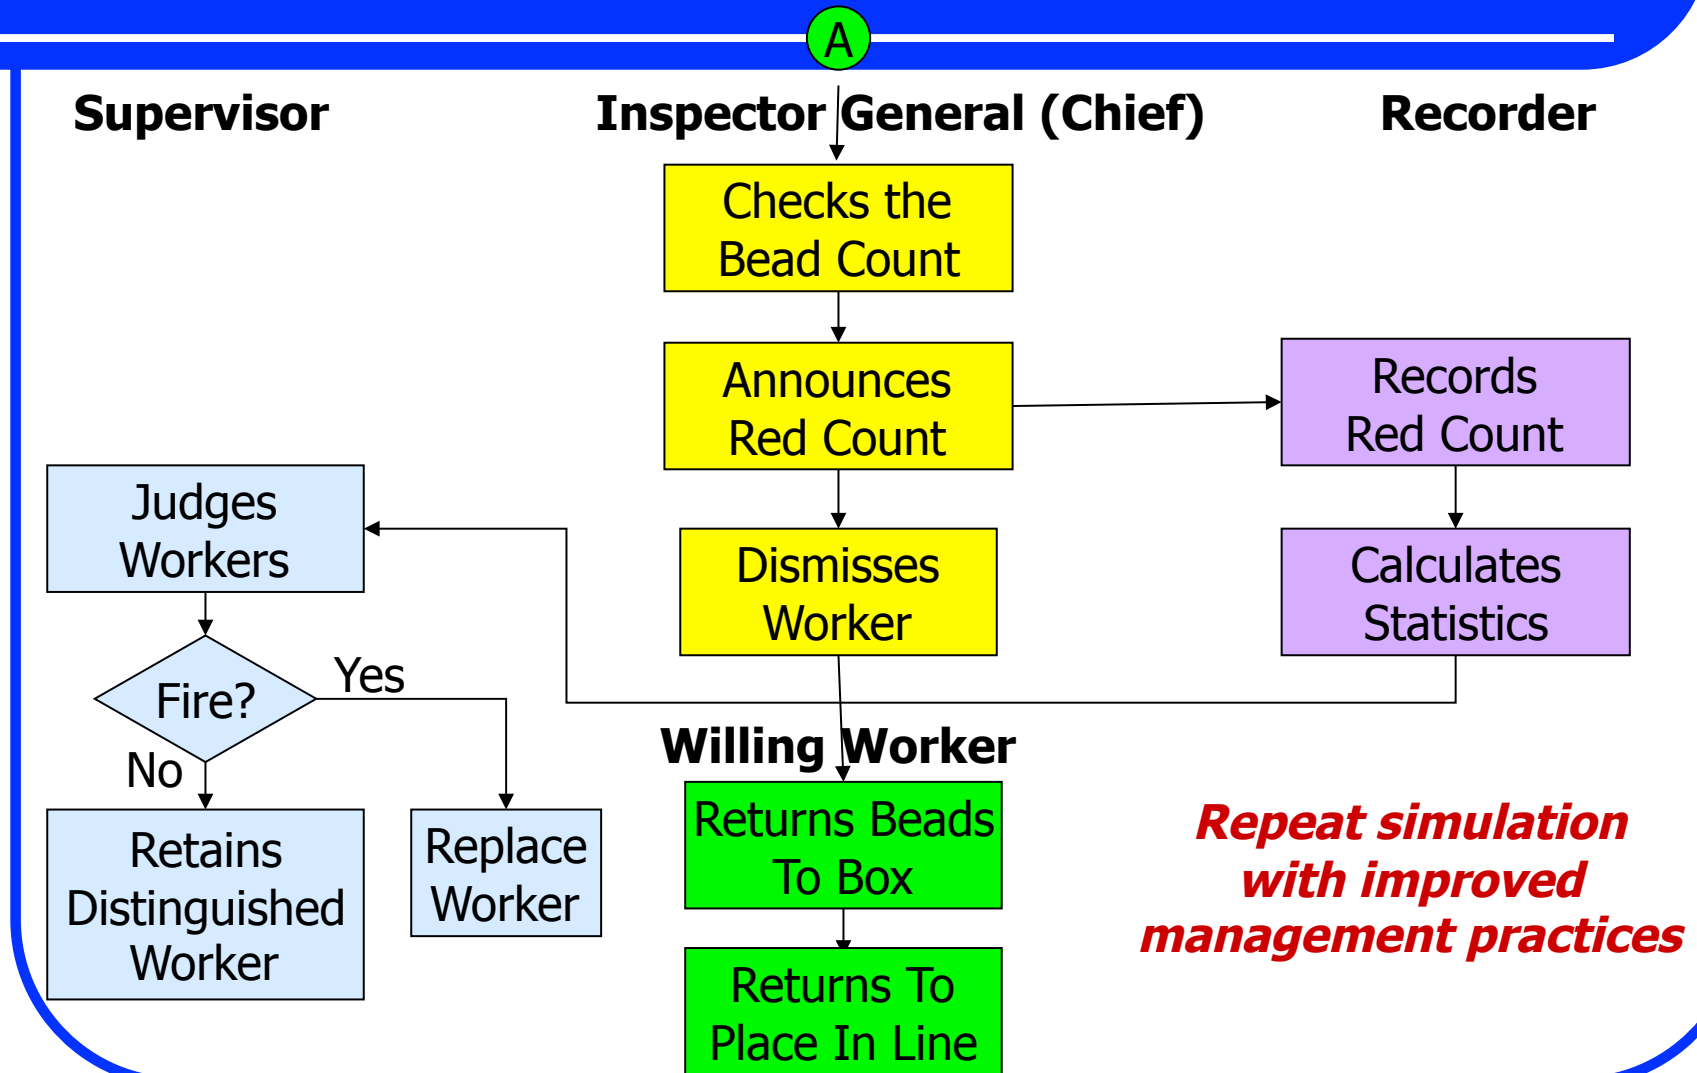 A
Supervisor
Inspector General (Chief)
Recorder
Checks the
Bead Count
Announces
Red Count
Records
Red Count
Judges
Workers
Dismisses
Worker
Calculates
Statistics
Fire?
Yes
No
Willing Worker
Retains
Distinguished
Worker
Replace
Worker
Returns Beads
To Box
Returns To
Place In Line
Repeat simulation
with improved
management practices